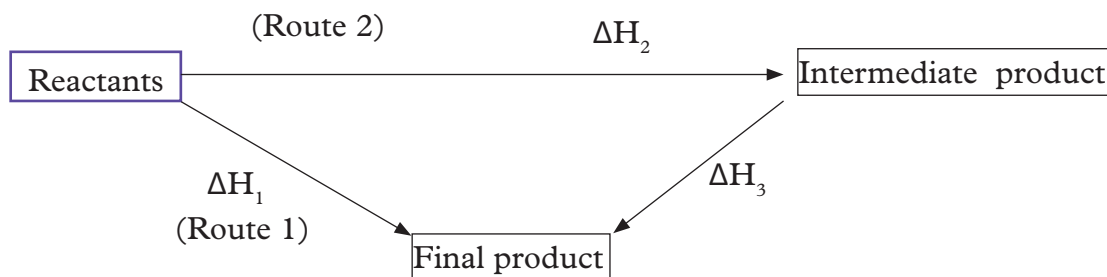 (Route 2)
ΔH₂
Reactants
Intermediate product
ΔH₁
(Route 1)
ΔH₃
Final product